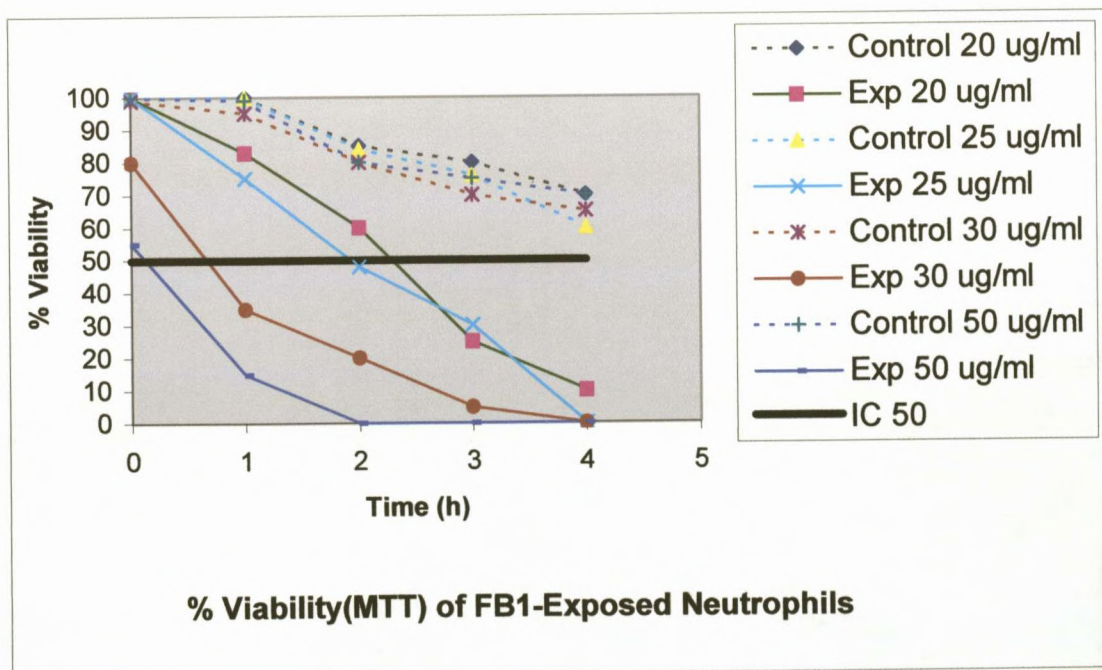 Control 20 ug/ml
Exp 20 ug/ml
Control 25 ug/ml
Exp 25 ug/ml
Control 30 ug/ml
Exp 30 ug/ml
Control 50 ug/ml
Exp 50 ug/ml
IC 50
100
90
80
70
60
50
40
30
20
10
0
% Viability
0 1 2 3 4 5
Time (h)
% Viability(MTT) of FB1-Exposed Neutrophils